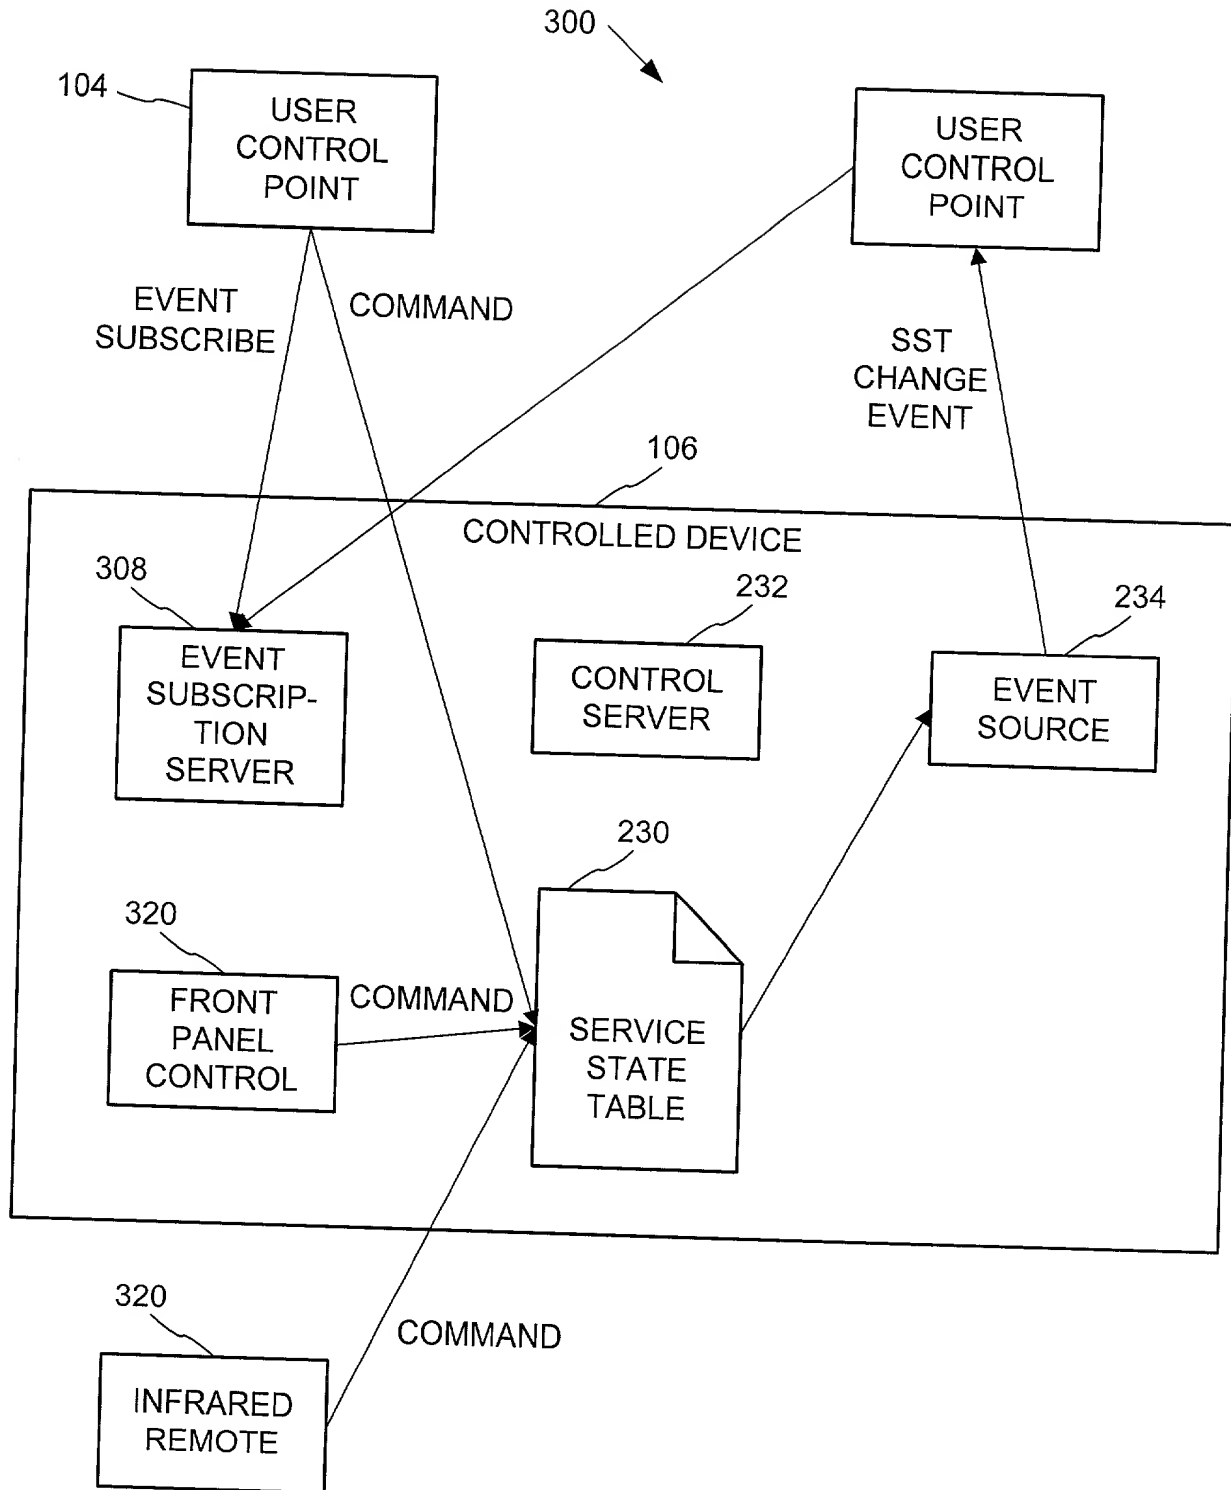 300
104
USER
CONTROL
POINT
USER
CONTROL
POINT
EVENT
SUBSCRIBE
COMMAND
SST
CHANGE
EVENT
106
CONTROLLED DEVICE
308
EVENT
SUBSCRIP-
TION
SERVER
232
CONTROL
SERVER
234
EVENT
SOURCE
230
SERVICE
STATE
TABLE
320
FRONT
PANEL
CONTROL
COMMAND
320
INFRARED
REMOTE
COMMAND